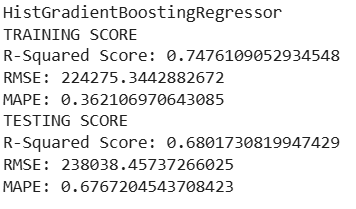 HistGradientBoostingRegressor
TRAINING SCORE
R-Squared Score: 0.7476109052934548
RMSE: 224275.3442882672
MAPE: 0.362106970643085
TESTING SCORE
R-Squared Score: 0.6801730819947429
RMSE: 238038.45737266025
MAPE: 0.6767204543708423